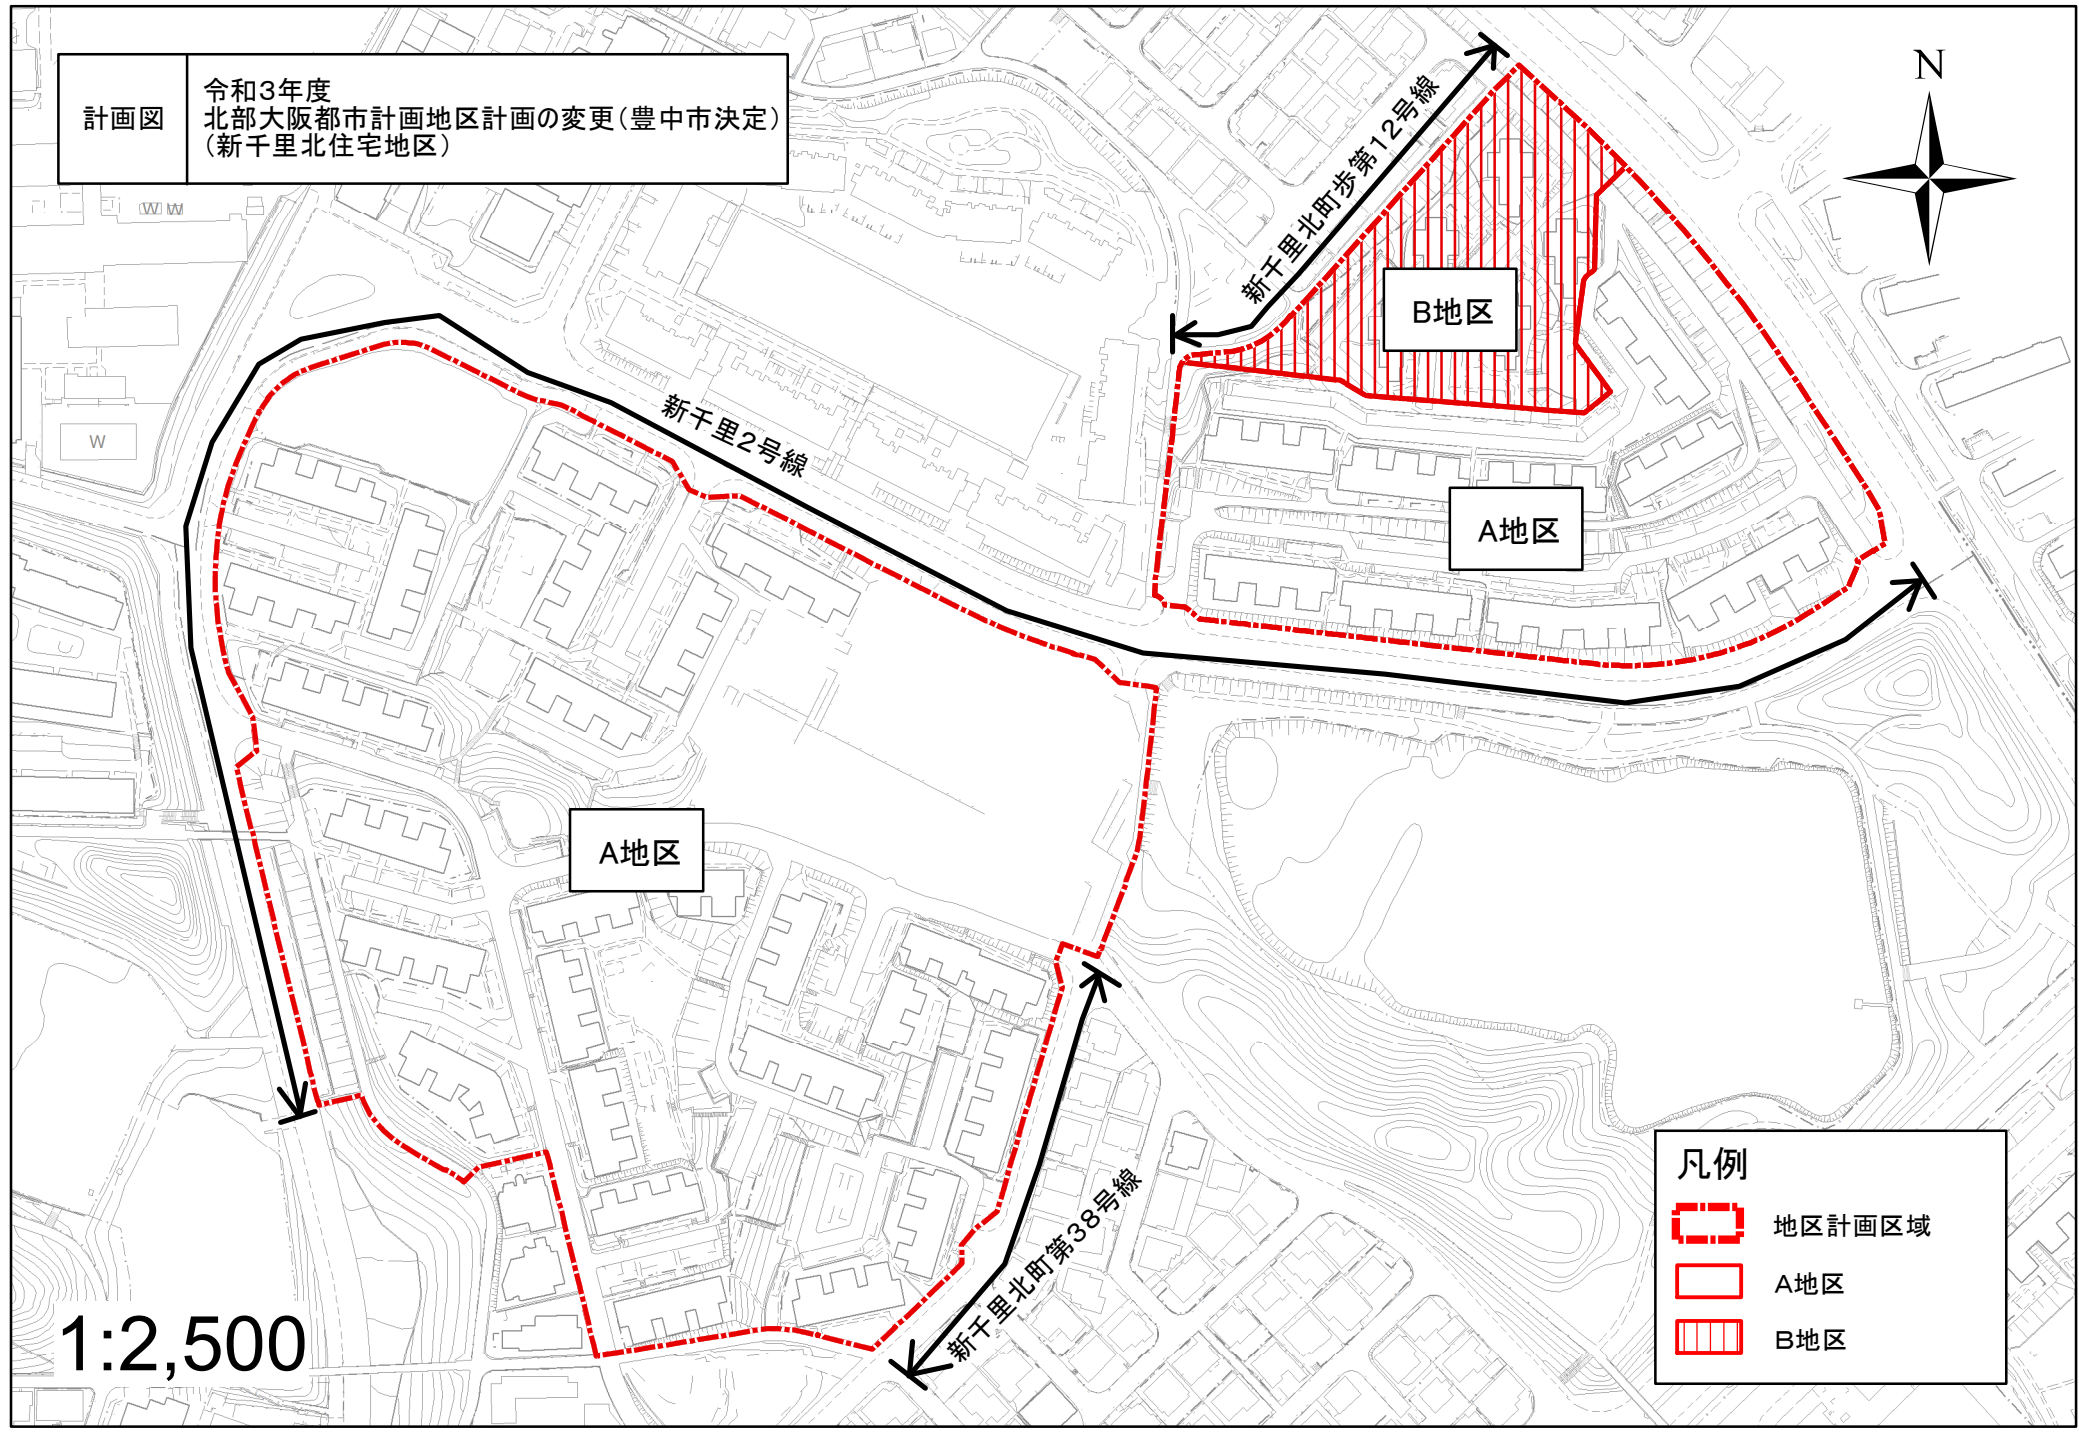 計画図
令和3年度
北部大阪都市計画地区計画の変更(豊中市決定)
(新千里北住宅地区)
N
新千里北町歩第12号線
W W
B地区
新千里2号線
W
A地区
A地区
新千里北町第38号線
凡例
地区計画区域
A地区
B地区
1:2,500